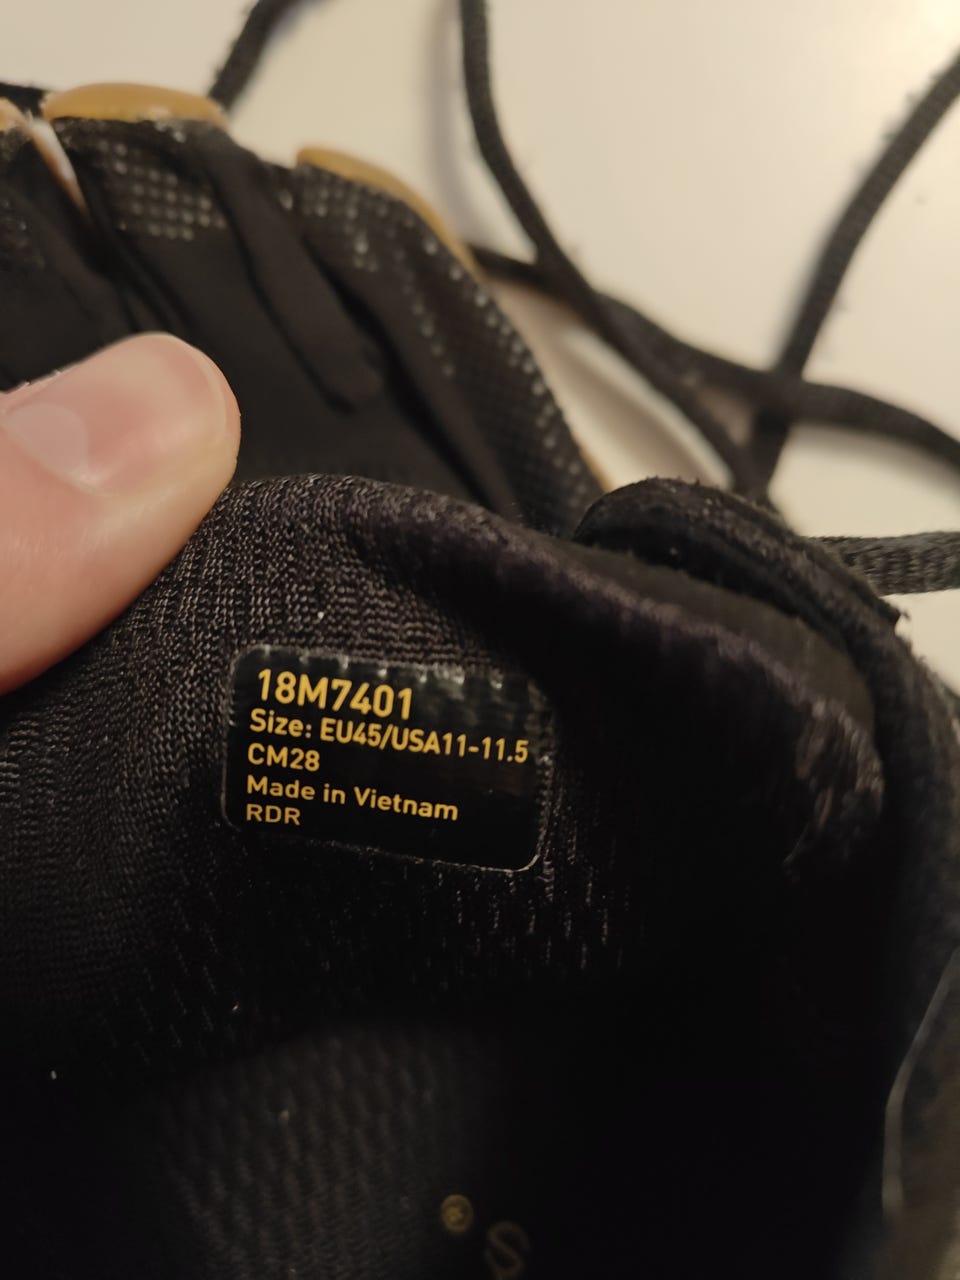 18M7401
Size: EU45/USA11-11.5
CM28
Made in Vietnam
RDR
S